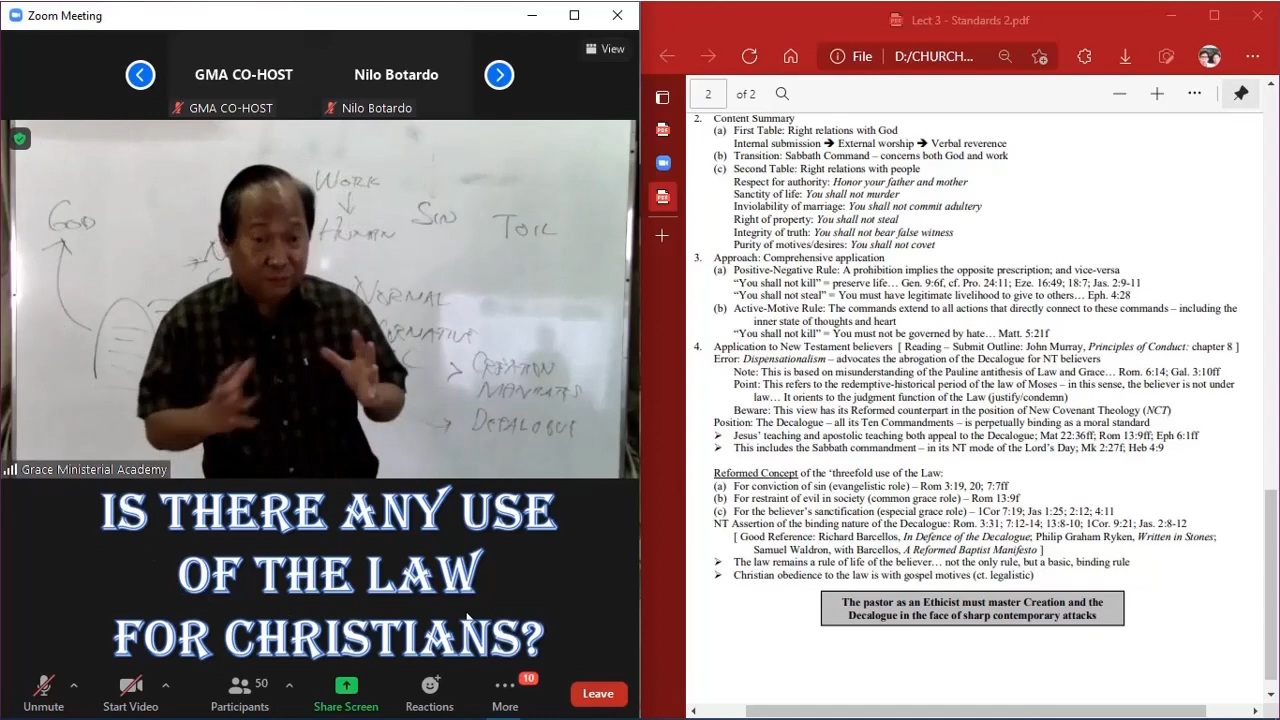 Zoom Meeting
View
GMA CO-HOST
Nilo Botardo
GMA CO-HOST
Nilo Botardo
WORK
HUMAN
GOD
SIN
TOIL
NORMAL
CREATION
MANDATES
DECALOGUE
Grace Ministerial Academy
IS THERE ANY USE
OF THE LAW
FOR CHRISTIANS?
Unmute
Start Video
50
Participants
Share Screen
Reactions
10
More
Leave
Lect 3 - Standards 2.pdf
File
D:/CHURCH...
2
of 2
2. Content Summary
(a) First Table: Right relations with God
Internal submission ➔ External worship ➔ Verbal reverence
(b) Transition: Sabbath Command – concerns both God and work
(c) Second Table: Right relations with people
Respect for authority: Honor your father and mother
Sanctity of life: You shall not murder
Inviolability of marriage: You shall not commit adultery
Right of property: You shall not steal
Integrity of truth: You shall not bear false witness
Purity of motives/desires: You shall not covet
3. Approach: Comprehensive application
(a) Positive-Negative Rule: A prohibition implies the opposite prescription; and vice-versa
“You shall not kill” = preserve life… Gen. 9:6f, cf. Pro. 24:11; Eze. 16:49; 18:7; Jas. 2:9-11
“You shall not steal” = You must have legitimate livelihood to give to others… Eph. 4:28
(b) Active-Motive Rule: The commands extend to all actions that directly connect to these commands – including the
inner state of thoughts and heart
“You shall not kill” = You must not be governed by hate… Matt. 5:21f
4. Application to New Testament believers [ Reading – Submit Outline: John Murray, Principles of Conduct: chapter 8 ]
Error: Dispensationalism – advocates the abrogation of the Decalogue for NT believers
Note: This is based on misunderstanding of the Pauline antithesis of Law and Grace… Rom. 6:14; Gal. 3:10ff
Point: This refers to the redemptive-historical period of the law of Moses – in this sense, the believer is not under
law… It orients to the judgment function of the Law (justify/condemn)
Beware: This view has its Reformed counterpart in the position of New Covenant Theology (NCT)
Position: The Decalogue – all its Ten Commandments – is perpetually binding as a moral standard
➢ Jesus’ teaching and apostolic teaching both appeal to the Decalogue; Mat 22:36ff; Rom 13:9ff; Eph 6:1ff
➢ This includes the Sabbath commandment – in its NT mode of the Lord’s Day; Mk 2:27f; Heb 4:9
Reformed Concept of the ‘threefold use of the Law:
(a) For conviction of sin (evangelistic role) – Rom 3:19, 20; 7:7ff
(b) For restraint of evil in society (common grace role) – Rom 13:9f
(c) For the believer’s sanctification (especial grace role) – 1Cor 7:19; Jas 1:25; 2:12; 4:11
NT Assertion of the binding nature of the Decalogue: Rom. 3:31; 7:12-14; 13:8-10; 1Cor. 9:21; Jas. 2:8-12
[ Good Reference: Richard Barcellos, In Defence of the Decalogue; Philip Graham Ryken, Written in Stones;
Samuel Waldron, with Barcellos, A Reformed Baptist Manifesto ]
➢ The law remains a rule of life of the believer… not the only rule, but a basic, binding rule
➢ Christian obedience to the law is with gospel motives (ct. legalistic)
The pastor as an Ethicist must master Creation and the
Decalogue in the face of sharp contemporary attacks